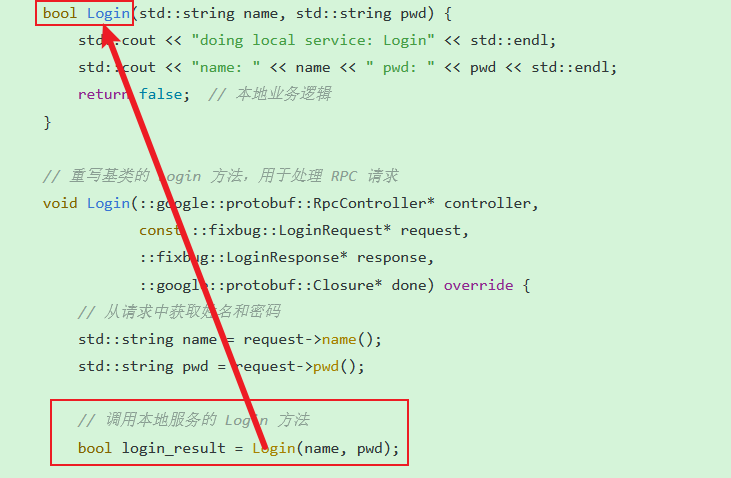 bool Login(std::string name, std::string pwd) {
    std::cout << "doing local service: Login" << std::endl;
    std::cout << "name: " << name << " pwd: " << pwd << std::endl;
    return false;  // 本地业务逻辑
}
// 重写基类的 Login 方法，用于处理 RPC 请求
void Login(::google::protobuf::RpcController* controller,
           const ::fixbug::LoginRequest* request,
           ::fixbug::LoginResponse* response,
           ::google::protobuf::Closure* done) override {
    // 从请求中获取姓名和密码
    std::string name = request->name();
    std::string pwd = request->pwd();
    // 调用本地服务的 Login 方法
    bool login_result = Login(name, pwd);